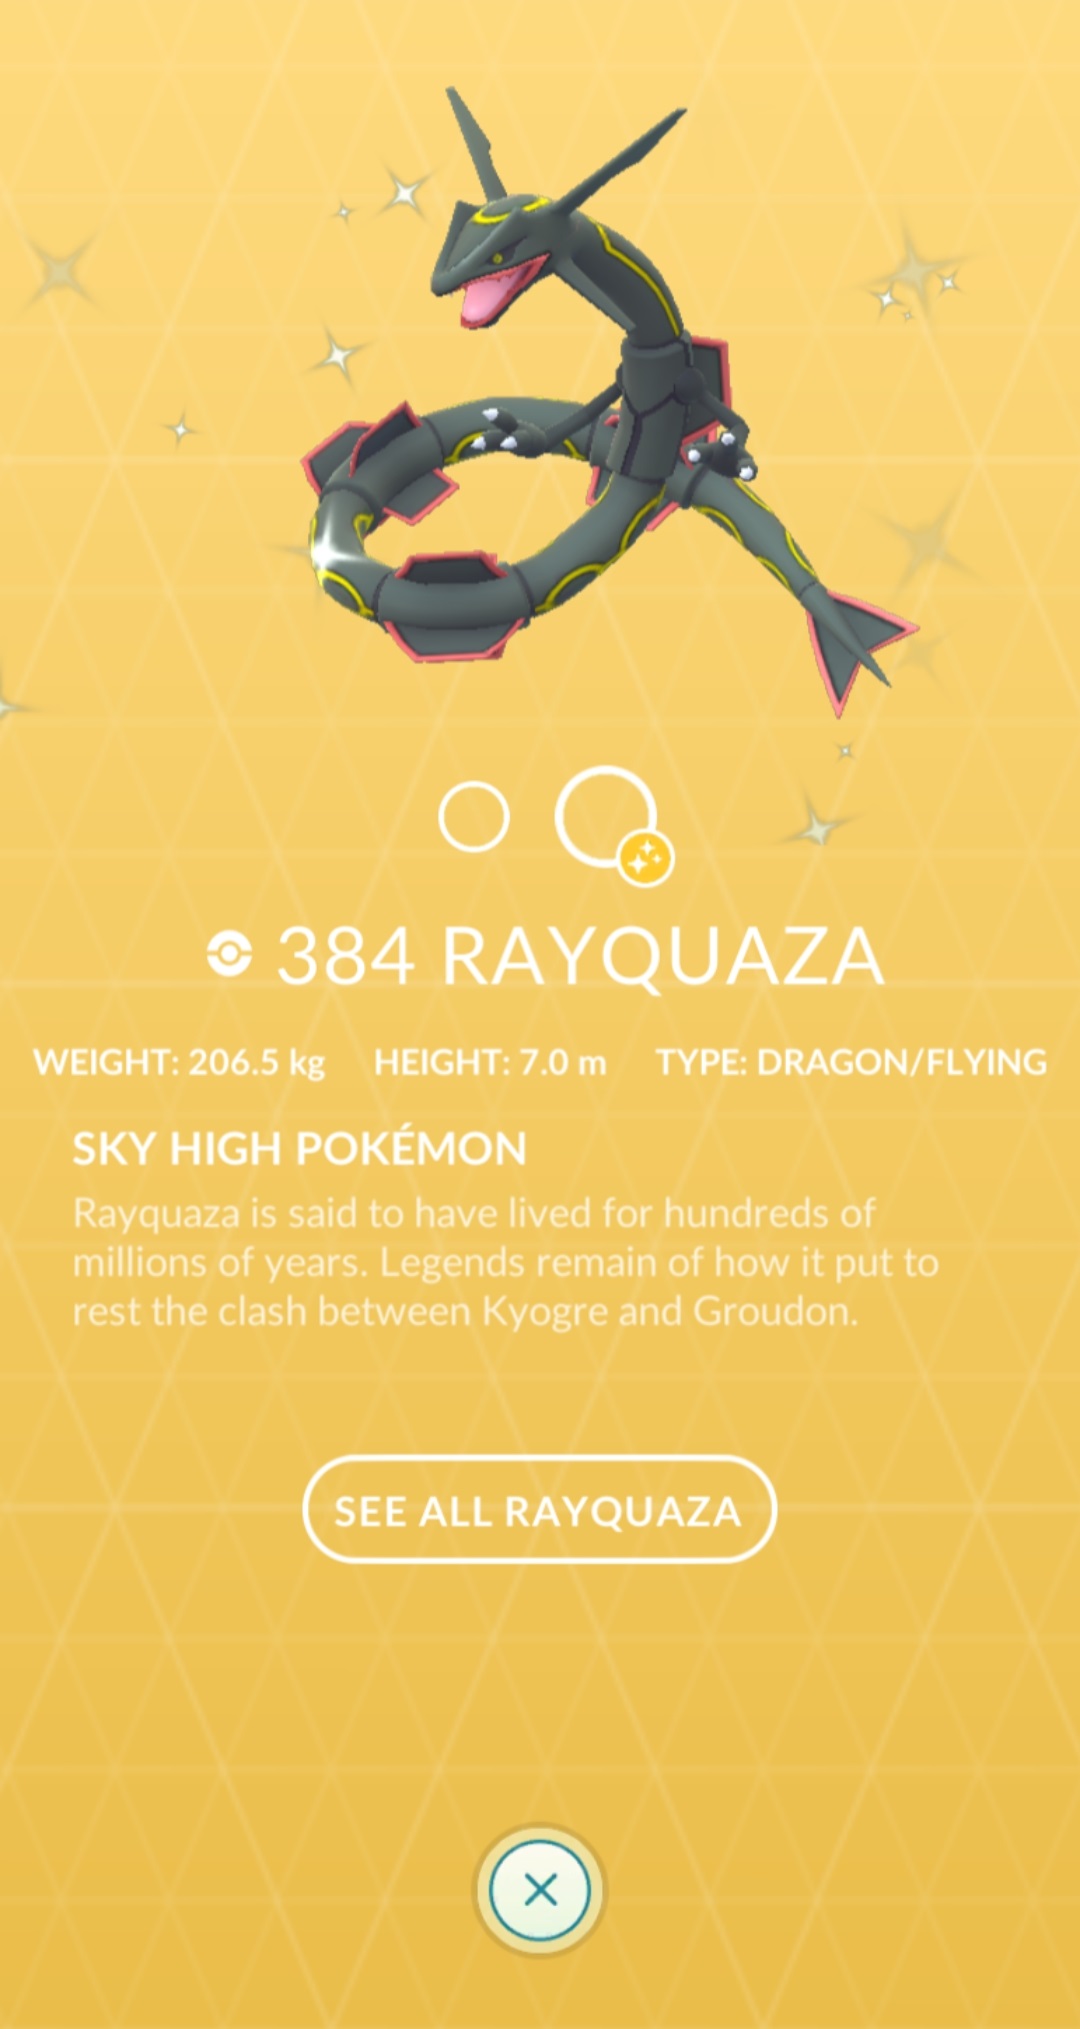 384 RAYQUAZA
WEIGHT: 206.5 kg HEIGHT: 7.0 m TYPE: DRAGON/FLYING
SKY HIGH POKÉMON
Rayquaza is said to have lived for hundreds of
millions of years. Legends remain of how it put to
rest the clash between Kyogre and Groudon.
SEE ALL RAYQUAZA